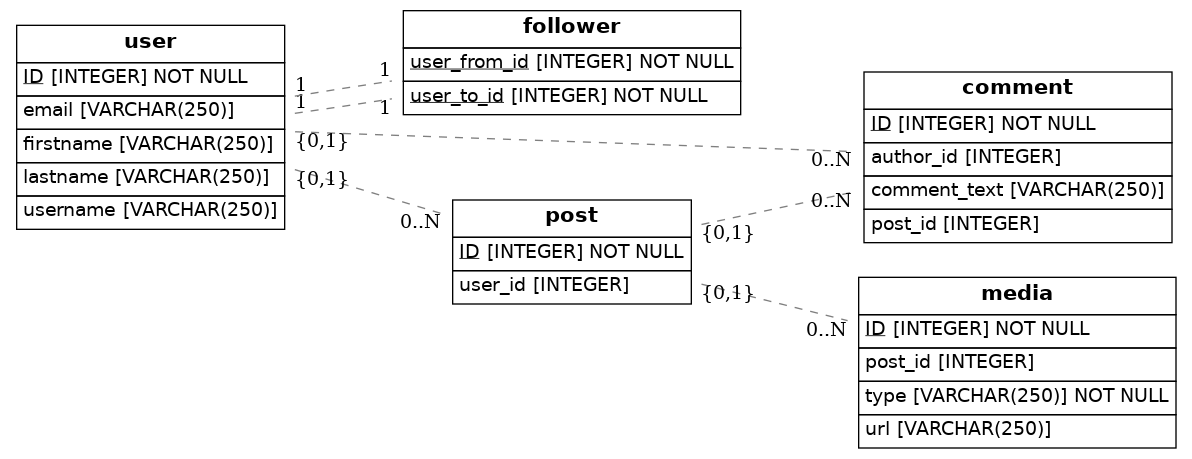 user
ID [INTEGER] NOT NULL
email [VARCHAR(250)]
firstname [VARCHAR(250)]
lastname [VARCHAR(250)]
username [VARCHAR(250)]
1
1
{0,1}
{0,1}
follower
user_from_id [INTEGER] NOT NULL
user_to_id [INTEGER] NOT NULL
1
1
0..N
post
ID [INTEGER] NOT NULL
user_id [INTEGER]
{0,1}
{0,1}
0..N
0..N
0..N
comment
ID [INTEGER] NOT NULL
author_id [INTEGER]
comment_text [VARCHAR(250)]
post_id [INTEGER]
media
ID [INTEGER] NOT NULL
post_id [INTEGER]
type [VARCHAR(250)] NOT NULL
url [VARCHAR(250)]